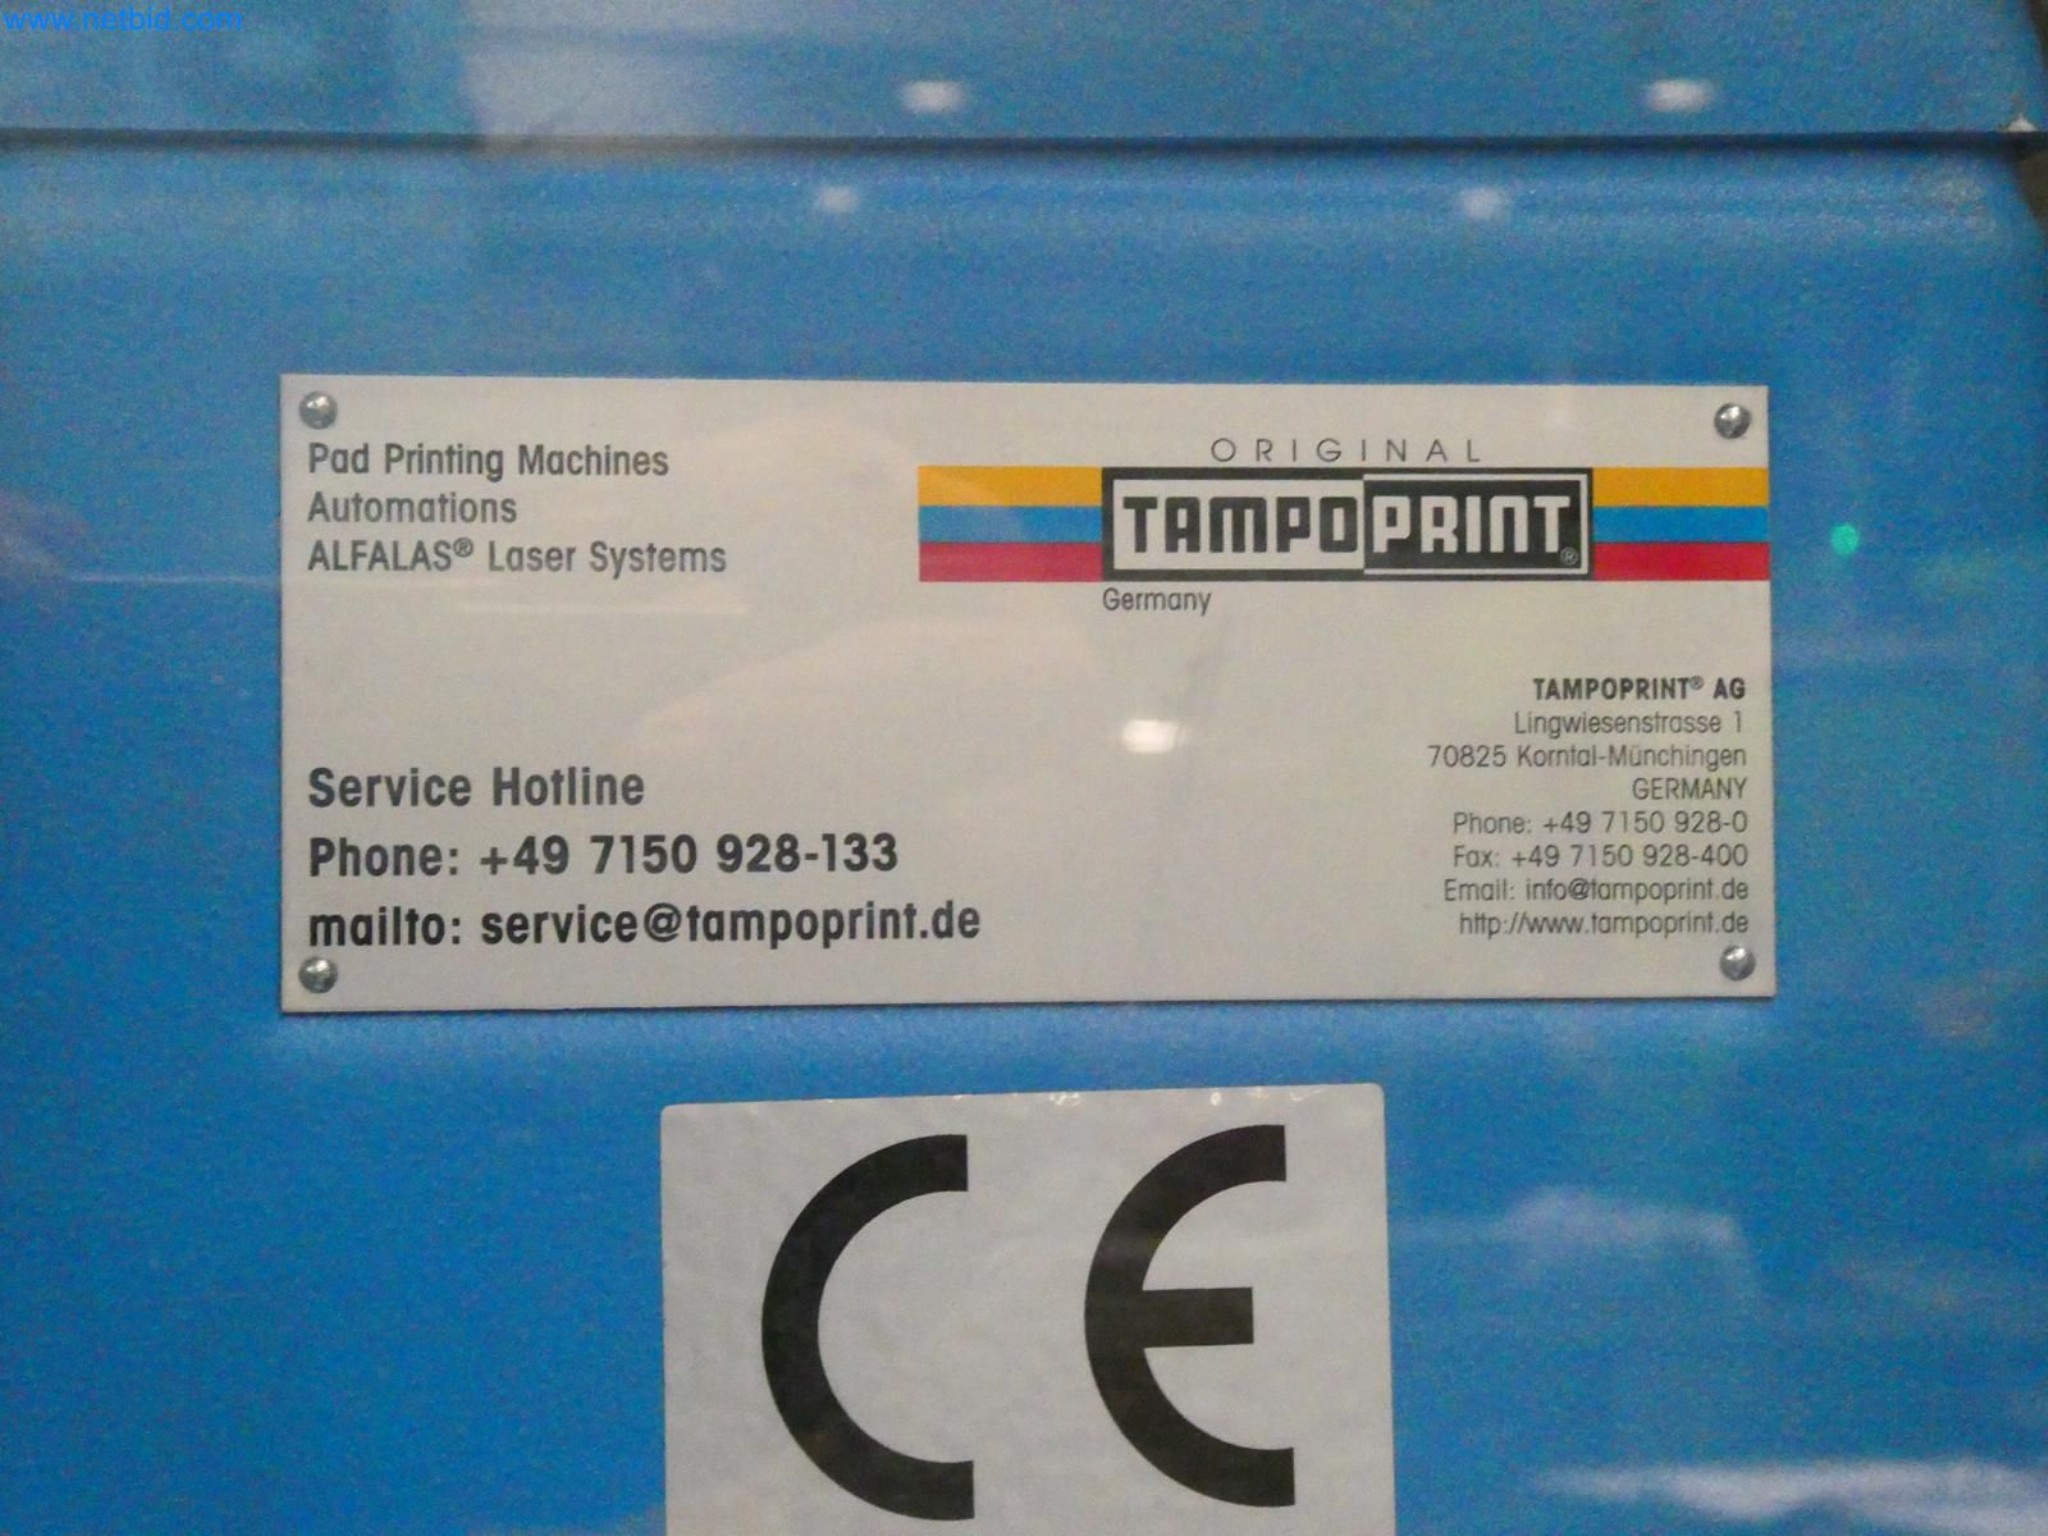 www.netbid.com
Pad Printing Machines
Automations
ALFALAS® Laser Systems
ORIGINAL
TAMPOPRINT®
Germany
Service Hotline
Phone: +49 7150 928-133
mailto: service@tampoprint.de
TAMPOPRINT® AG
Lingwiesenstrasse 1
70825 Korntal-Münchingen
GERMANY
Phone: +49 7150 928-0
Fax: +49 7150 928-400
Email: info@tampoprint.de
http://www.tampoprint.de
CE